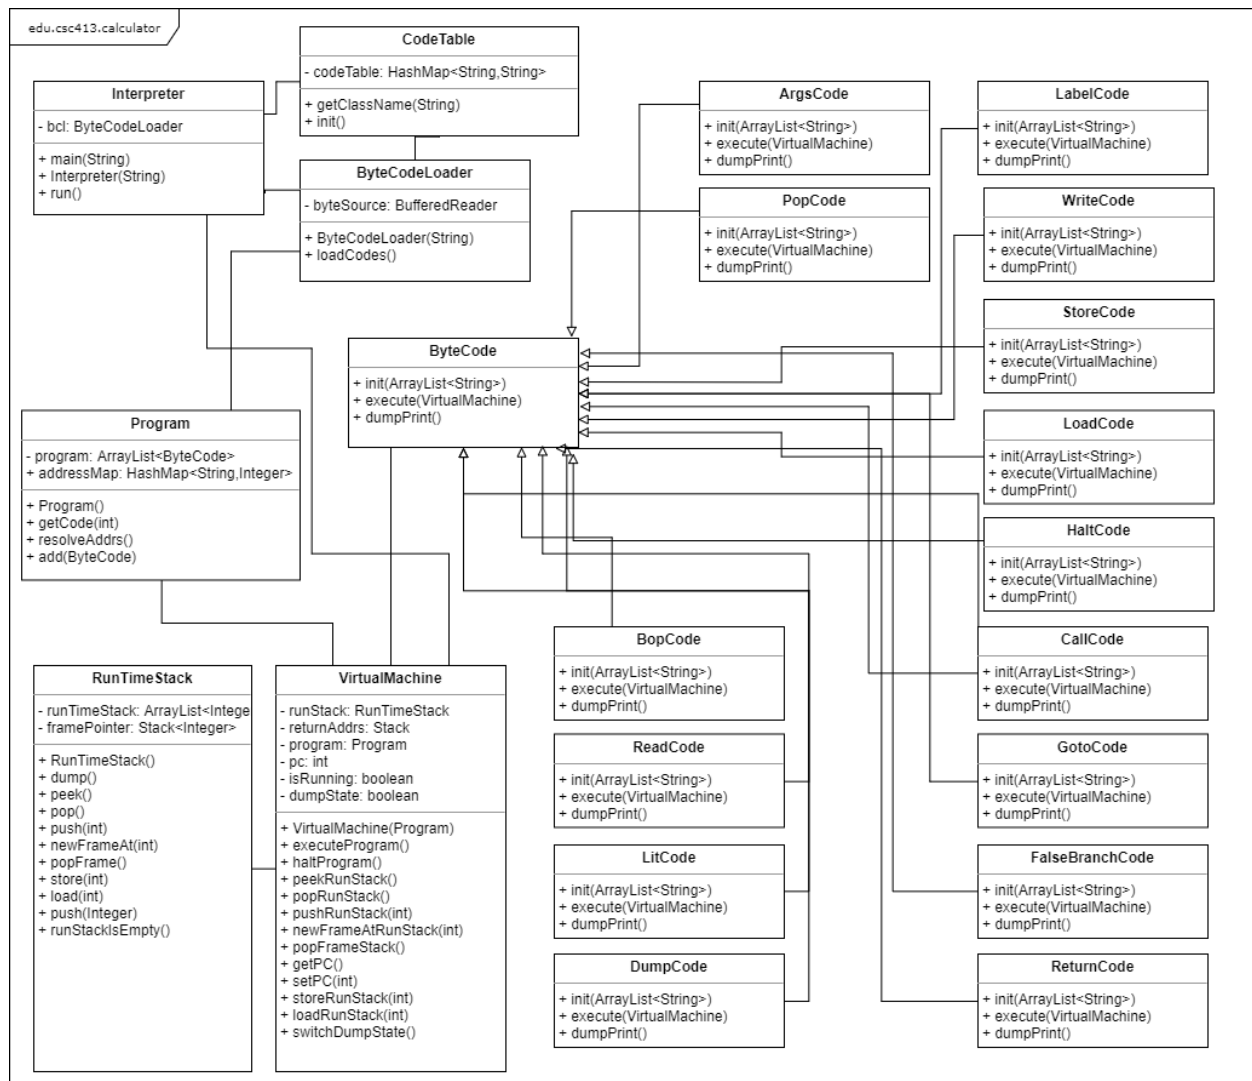 edu.csc413.calculator
CodeTable
- codeTable: HashMap<String,String>
+ getClassName(String)
+ init()
Interpreter
- bcl: ByteCodeLoader
+ main(String)
+ Interpreter(String)
+ run()
ByteCodeLoader
- byteSource: BufferedReader
+ ByteCodeLoader(String)
+ loadCodes()
ArgsCode
+ init(ArrayList<String>)
+ execute(VirtualMachine)
+ dumpPrint()
LabelCode
+ init(ArrayList<String>)
+ execute(VirtualMachine)
+ dumpPrint()
PopCode
+ init(ArrayList<String>)
+ execute(VirtualMachine)
+ dumpPrint()
WriteCode
+ init(ArrayList<String>)
+ execute(VirtualMachine)
+ dumpPrint()
StoreCode
+ init(ArrayList<String>)
+ execute(VirtualMachine)
+ dumpPrint()
ByteCode
+ init(ArrayList<String>)
+ execute(VirtualMachine)
+ dumpPrint()
Program
- program: ArrayList<ByteCode>
+ addressMap: HashMap<String,Integer>
+ Program()
+ getCode(int)
+ resolveAddrs()
+ add(ByteCode)
LoadCode
+ init(ArrayList<String>)
+ execute(VirtualMachine)
+ dumpPrint()
HaltCode
+ init(ArrayList<String>)
+ execute(VirtualMachine)
+ dumpPrint()
RunTimeStack
- runTimeStack: ArrayList<Intege
- framePointer: Stack<Integer>
+ RunTimeStack()
+ dump()
+ peek()
+ pop()
+ push(int)
+ newFrameAt(int)
+ popFrame()
+ store(int)
+ load(int)
+ push(Integer)
+ runStackIsEmpty()
VirtualMachine
- runStack: RunTimeStack
- returnAddrs: Stack
- program: Program
- pc: int
- isRunning: boolean
- dumpState: boolean
+ VirtualMachine(Program)
+ executeProgram()
+ haltProgram()
+ peekRunStack()
+ popRunStack()
+ pushRunStack(int)
+ newFrameAtRunStack(int)
+ popFrameStack()
+ getPC()
+ setPC(int)
+ storeRunStack(int)
+ loadRunStack(int)
+ switchDumpState()
BopCode
+ init(ArrayList<String>)
+ execute(VirtualMachine)
+ dumpPrint()
CallCode
+ init(ArrayList<String>)
+ execute(VirtualMachine)
+ dumpPrint()
ReadCode
+ init(ArrayList<String>)
+ execute(VirtualMachine)
+ dumpPrint()
GotoCode
+ init(ArrayList<String>)
+ execute(VirtualMachine)
+ dumpPrint()
LitCode
+ init(ArrayList<String>)
+ execute(VirtualMachine)
+ dumpPrint()
FalseBranchCode
+ init(ArrayList<String>)
+ execute(VirtualMachine)
+ dumpPrint()
DumpCode
+ init(ArrayList<String>)
+ execute(VirtualMachine)
+ dumpPrint()
ReturnCode
+ init(ArrayList<String>)
+ execute(VirtualMachine)
+ dumpPrint()